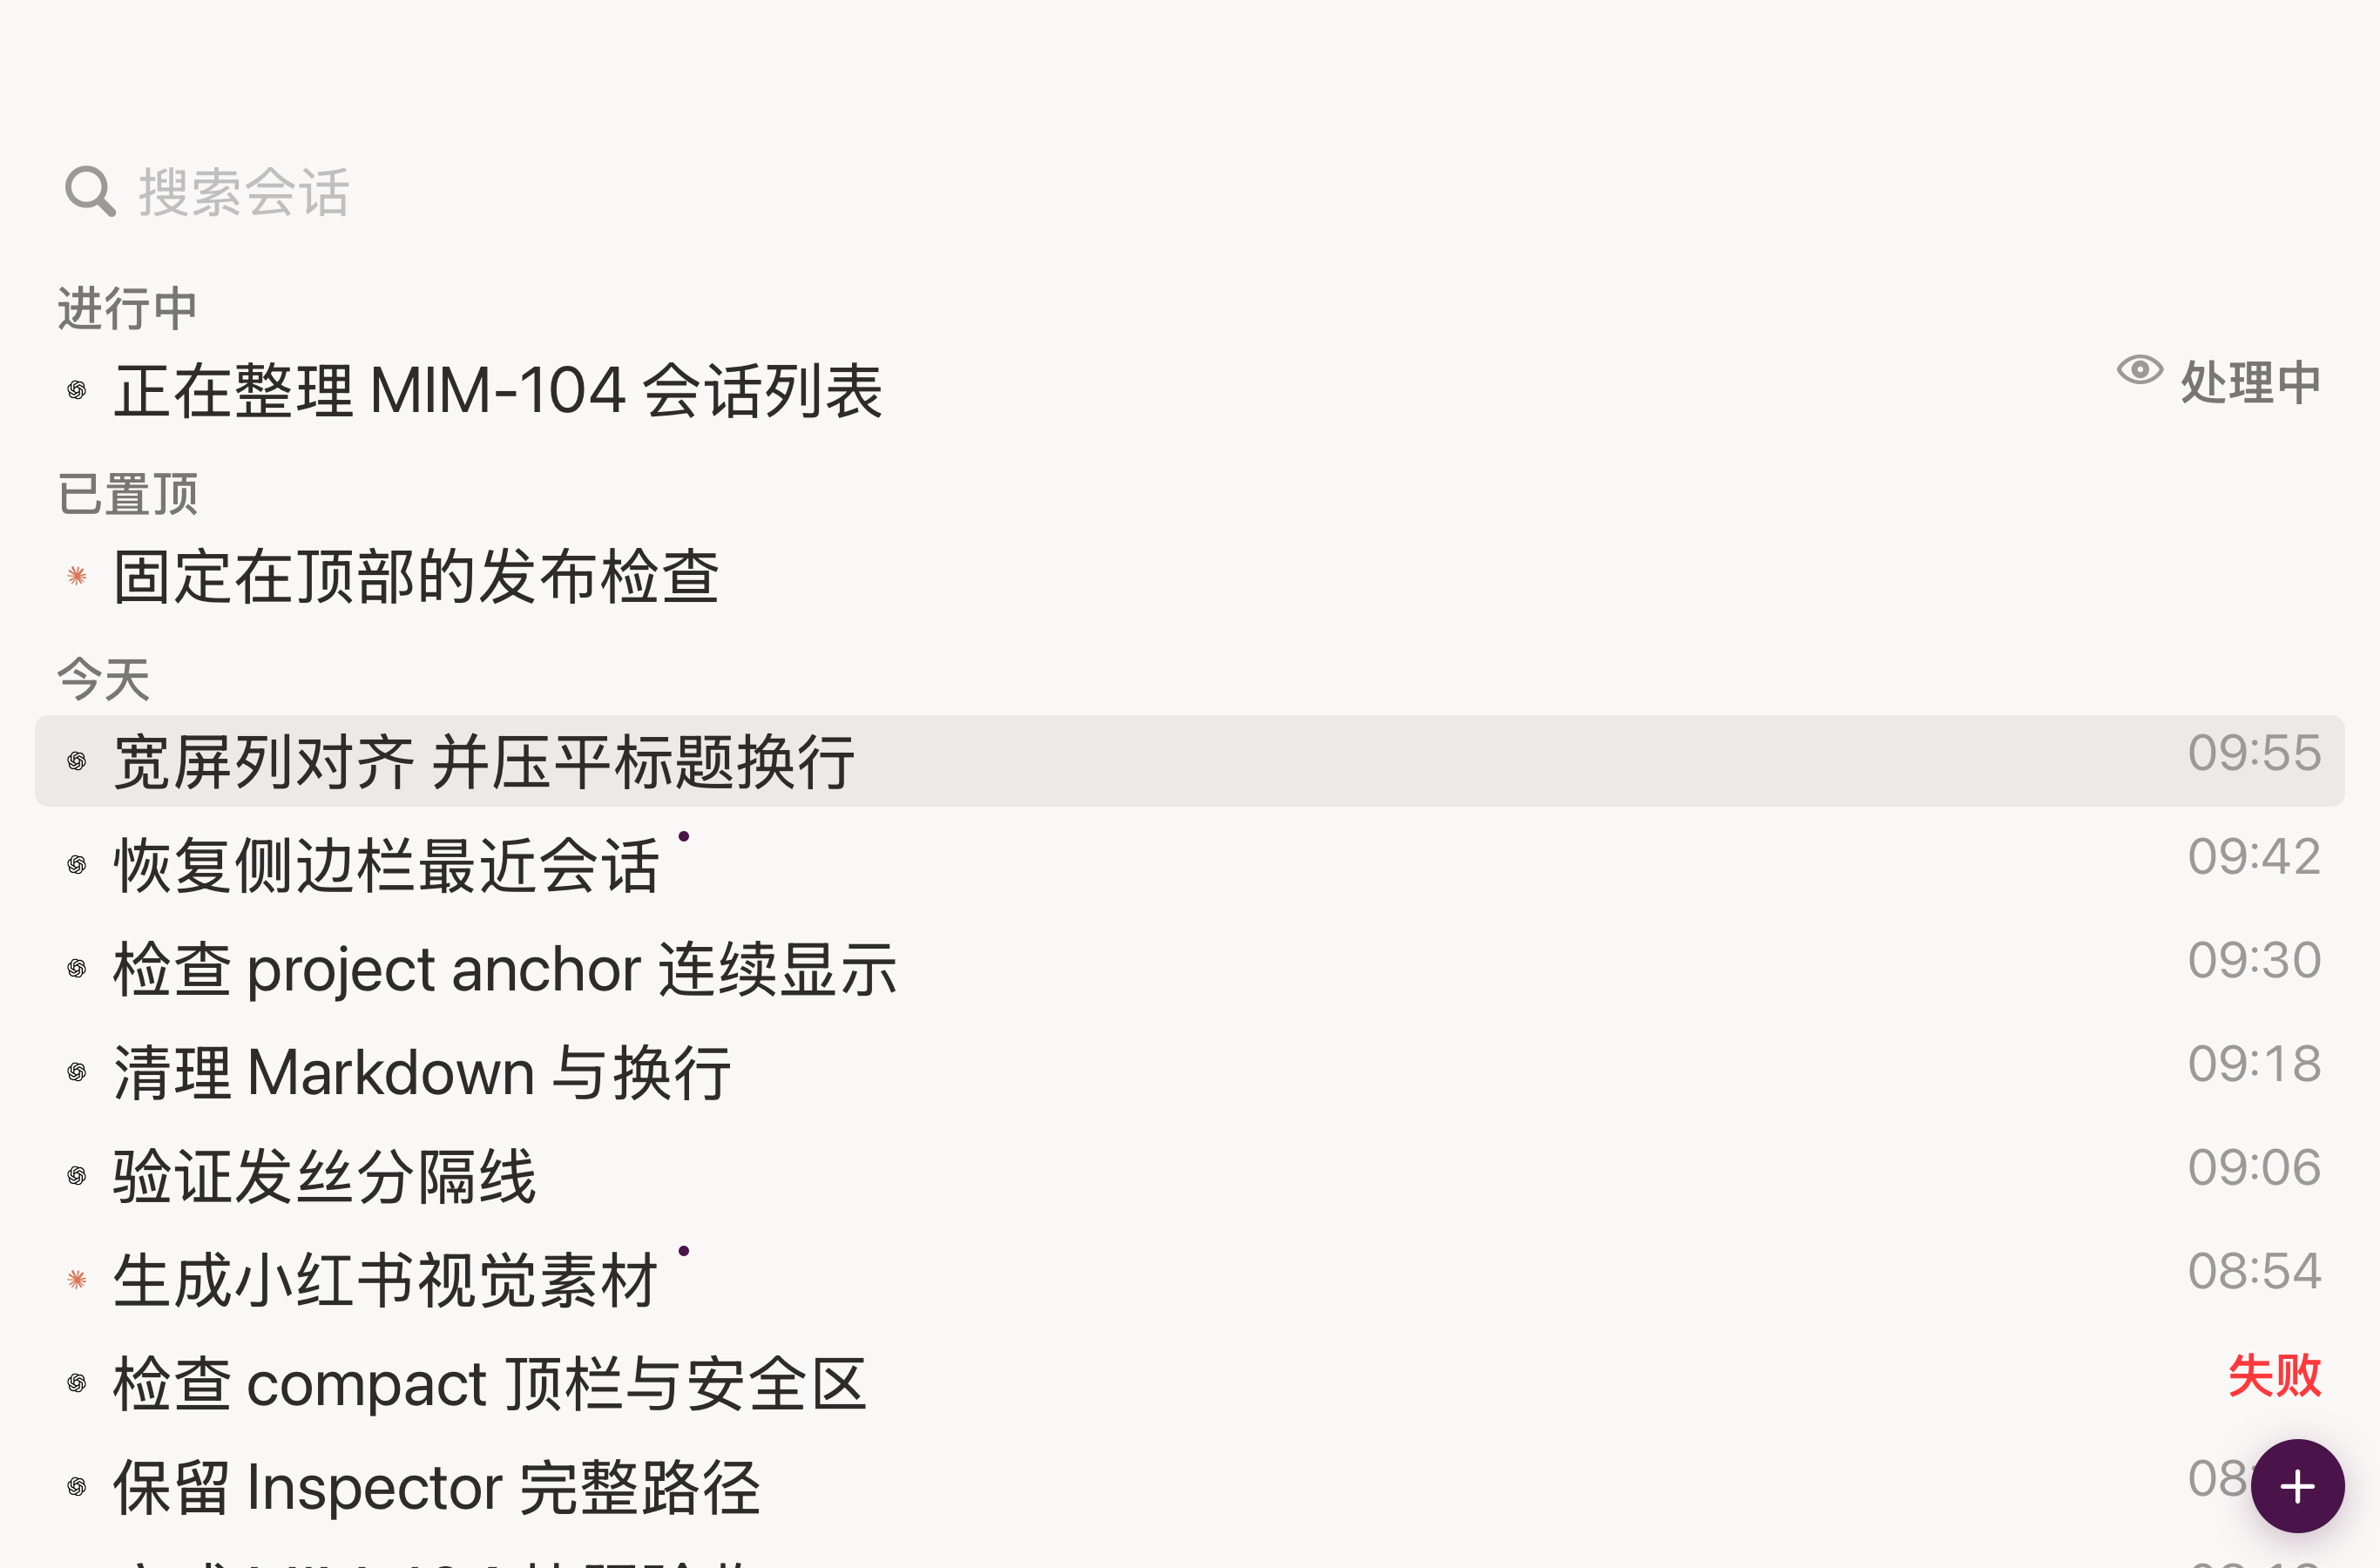 搜索会话
进行中
正在整理 MIM-104 会话列表 处理中
已置顶
固定在顶部的发布检查
今天
宽屏列对齐 并压平标题换行 09:55
恢复侧边栏最近会话 09:42
检查 project anchor 连续显示 09:30
清理 Markdown 与换行 09:18
验证发丝分隔线 09:06
生成小红书视觉素材 08:54
检查 compact 顶栏与安全区 失败
保留 Inspector 完整路径 08: